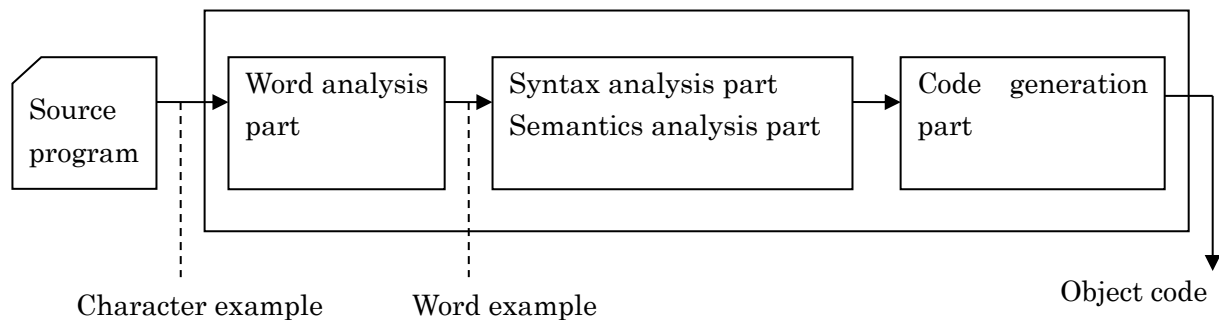 Source
program
Word analysis
part
Syntax analysis part
Semantics analysis part
Code generation
part
Character example
Word example
Object code